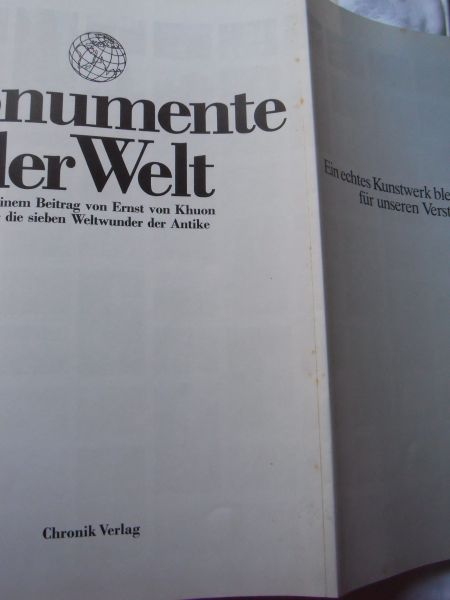 onumente
der Welt
inem Beitrag von Ernst von Khuon
die sieben Weltwunder der Antike
Chronik Verlag
Ein echtes Kunstwerk ble
für unseren Verst